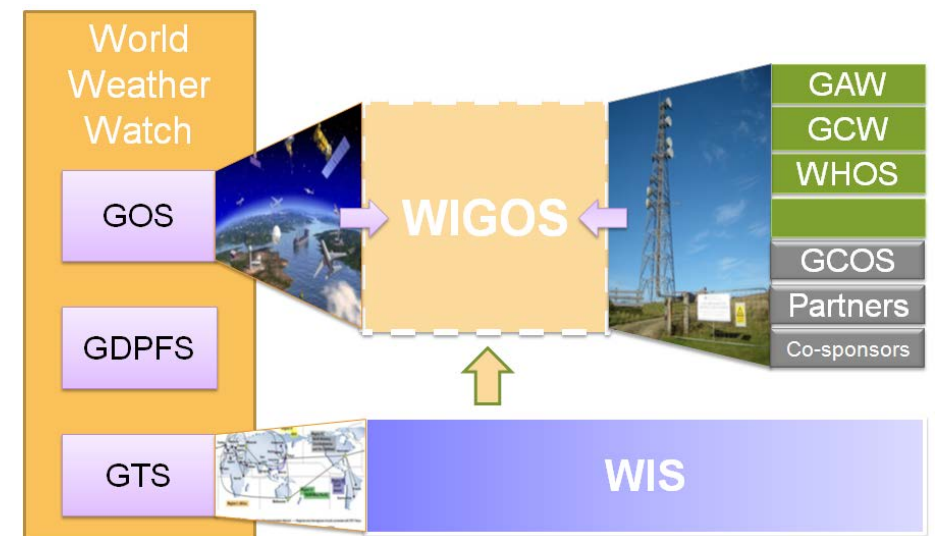 World
Weather
Watch
GOS
GDPFS
GTS
WIGOS
WIS
GAW
GCW
WHOS
GCOS
Partners
Co-sponsors